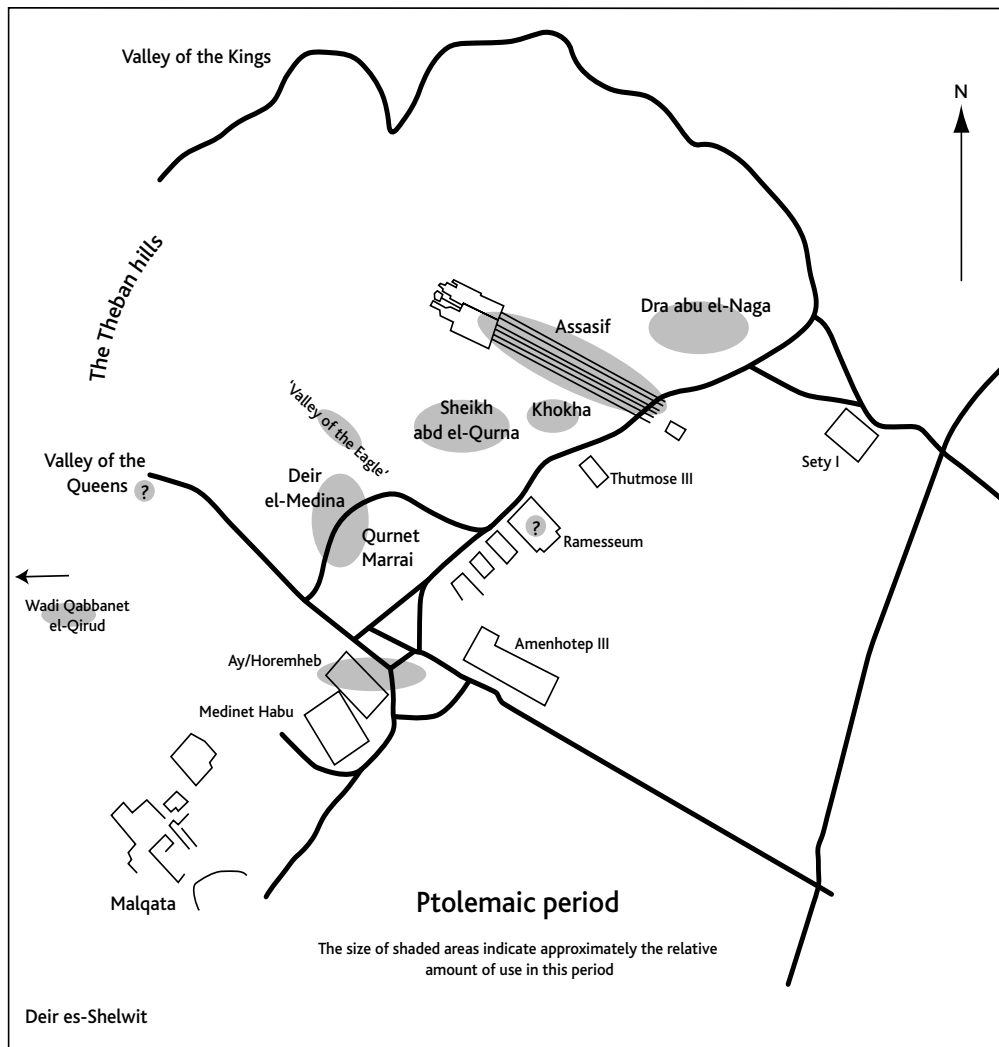 Valley of the Kings
N
The Theban hills
Dra abu el-Naga
Assasif
'Valley of the Eagle'
Sheikh
abd el-Qurna
Khokha
Valley of the
Queens
?
Deir
el-Medina
Sety I
Thutmose III
Qurnet
Marrai
?
Ramesseum
Wadi Qabbanet
el-Qirud
Amenhotep III
Ay/Horemheb
Medinet Habu
Malqata
Ptolemaic period
The size of shaded areas indicate approximately the relative
amount of use in this period
Deir es-Shelwit